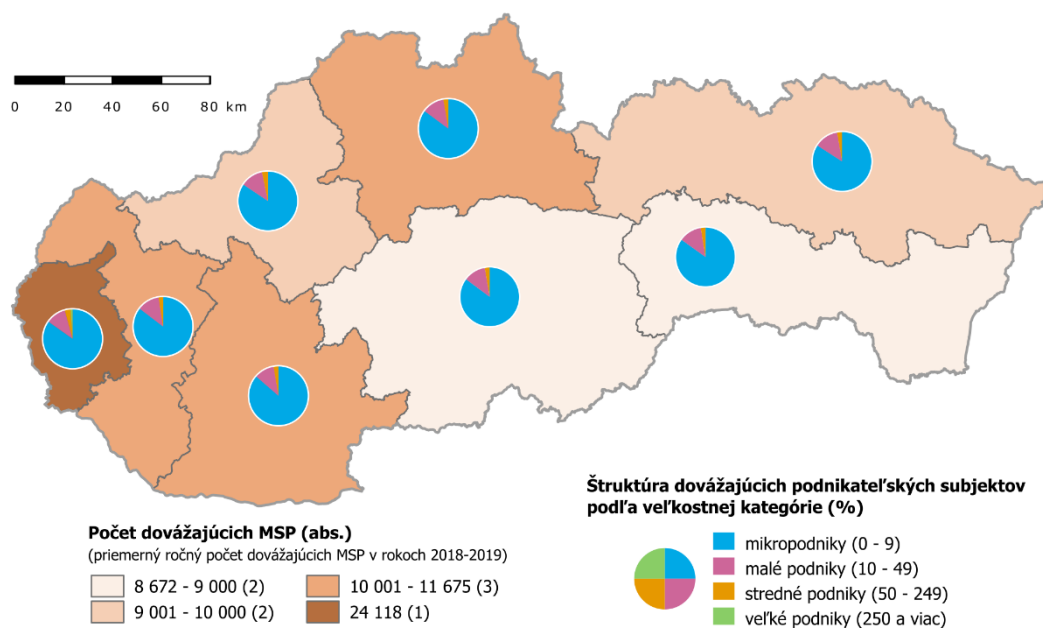 0 20 40 60 80 km
Počet dovážajúcich MSP (abs.)
(priemerný ročný počet dovážajúcich MSP v rokoch 2018-2019)
8 672 - 9 000 (2)
9 001 - 10 000 (2)
10 001 - 11 675 (3)
24 118 (1)
Štruktúra dovážajúcich podnikateľských subjektov
podľa veľkostnej kategórie (%)
mikropodniky (0 - 9)
malé podniky (10 - 49)
stredné podniky (50 - 249)
veľké podniky (250 a viac)